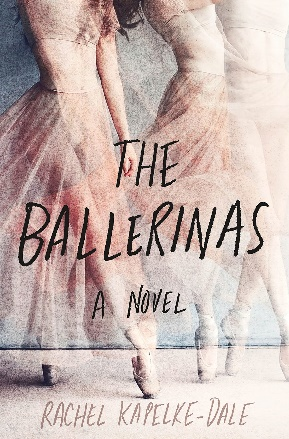 THE
BALLERINAS
A NOVEL
RACHEL KAPELKE-DALE